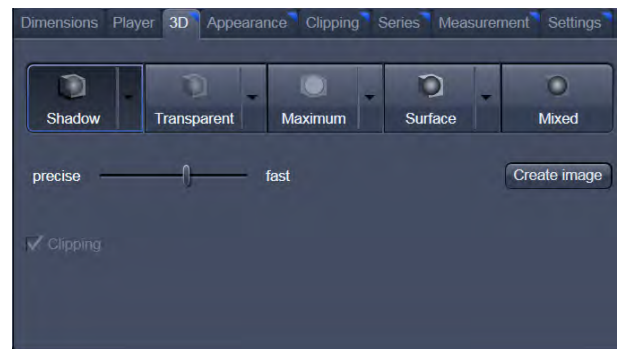 Dimensions Player 3D Appearance Clipping Series Measurement Settings
Shadow Transparent Maximum Surface Mixed
precise fast Create image
Clipping